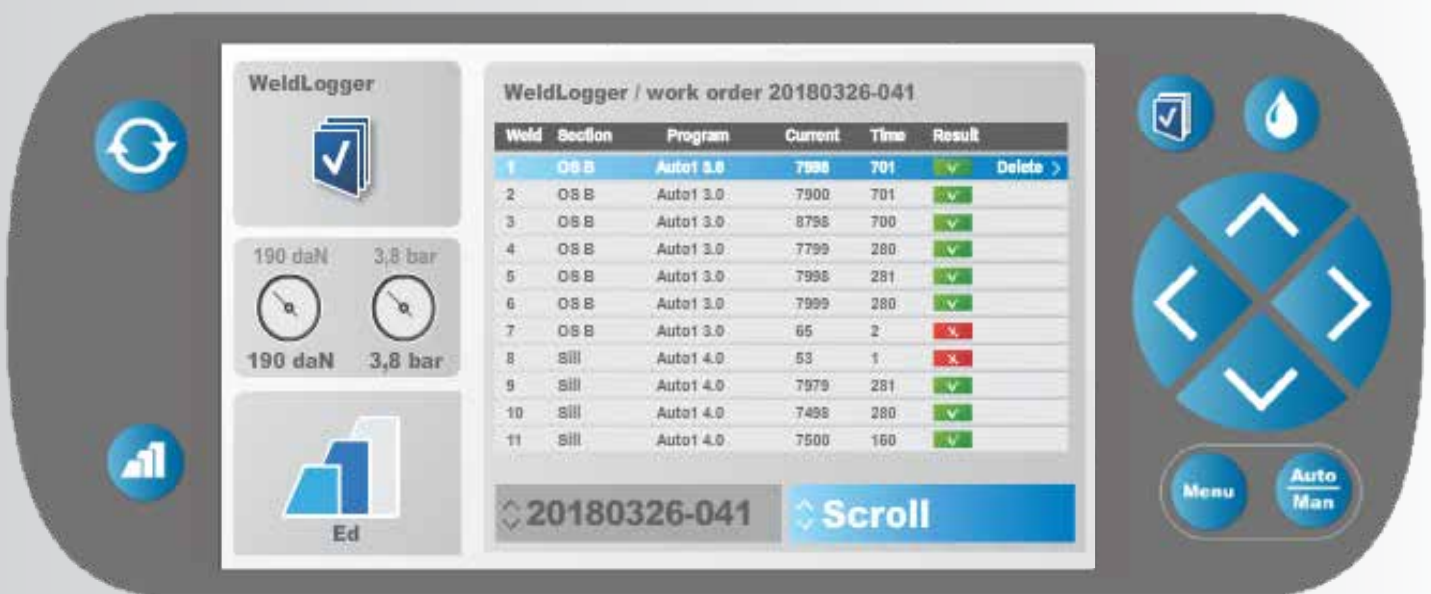 WeldLogger
WeldLogger / work order 20180326-041
Weld Section Program Current Time Result
1 OS B Auto1 3.0 7998 701 Delete
2 OS B Auto1 3.0 7900 701
3 OS B Auto1 3.0 8798 700
4 OS B Auto1 3.0 7799 280
5 OS B Auto1 3.0 7998 281
6 OS B Auto1 3.0 7999 280
7 OS B Auto1 3.0 65 2
8 Sill Auto1 4.0 53 1
9 Sill Auto1 4.0 7979 281
10 Sill Auto1 4.0 7498 280
11 Sill Auto1 4.0 7500 160
190 daN 3,8 bar
190 daN 3,8 bar
Ed
20180326-041 Scroll
Menu
Auto
Man